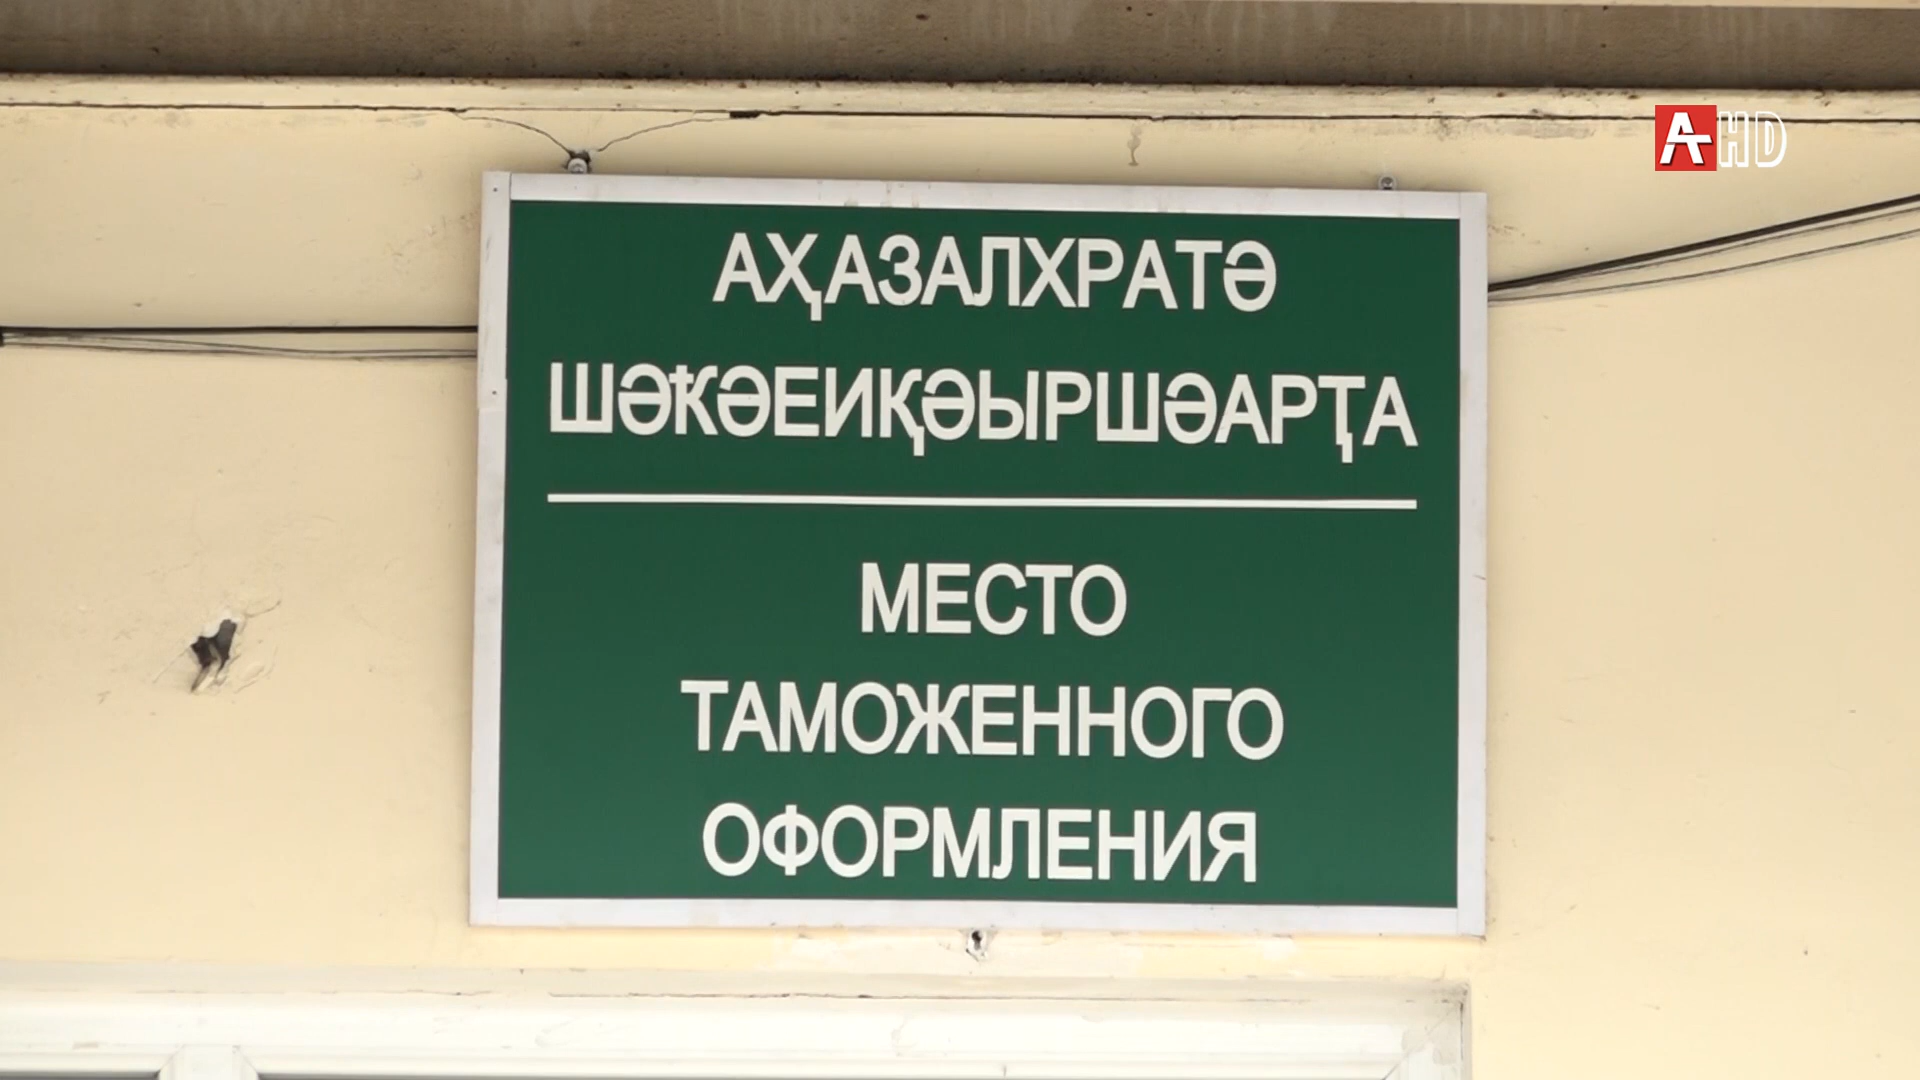 АҲАЗАЛХРАТӘ
ШӘҞӘЕИҚӘЫРШӘАРҬА
МЕСТО
ТАМОЖЕННОГО
ОФОРМЛЕНИЯ
А HD